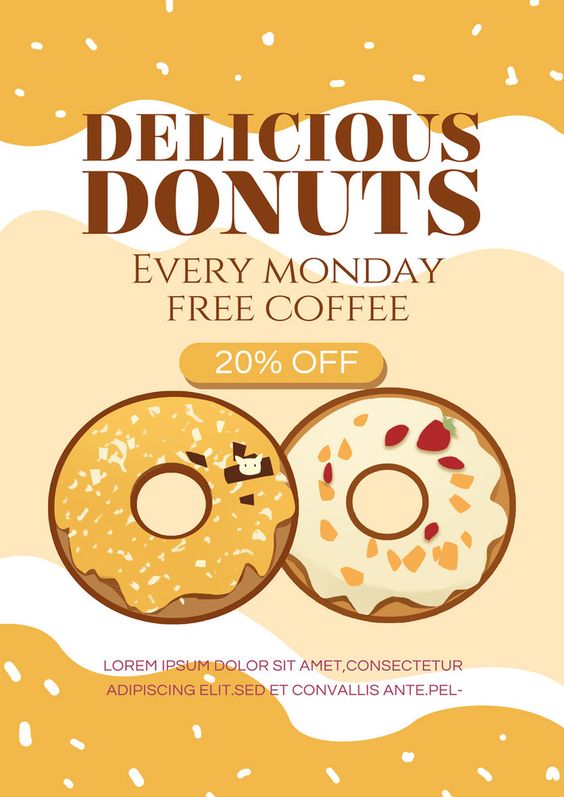 DELICIOUS
DONUTS
EVERY MONDAY
FREE COFFEE
20% OFF
LOREM IPSUM DOLOR SIT AMET,CONSECTETUR
ADIPISCING ELIT.SED ET CONVALLIS ANTE.PEL-